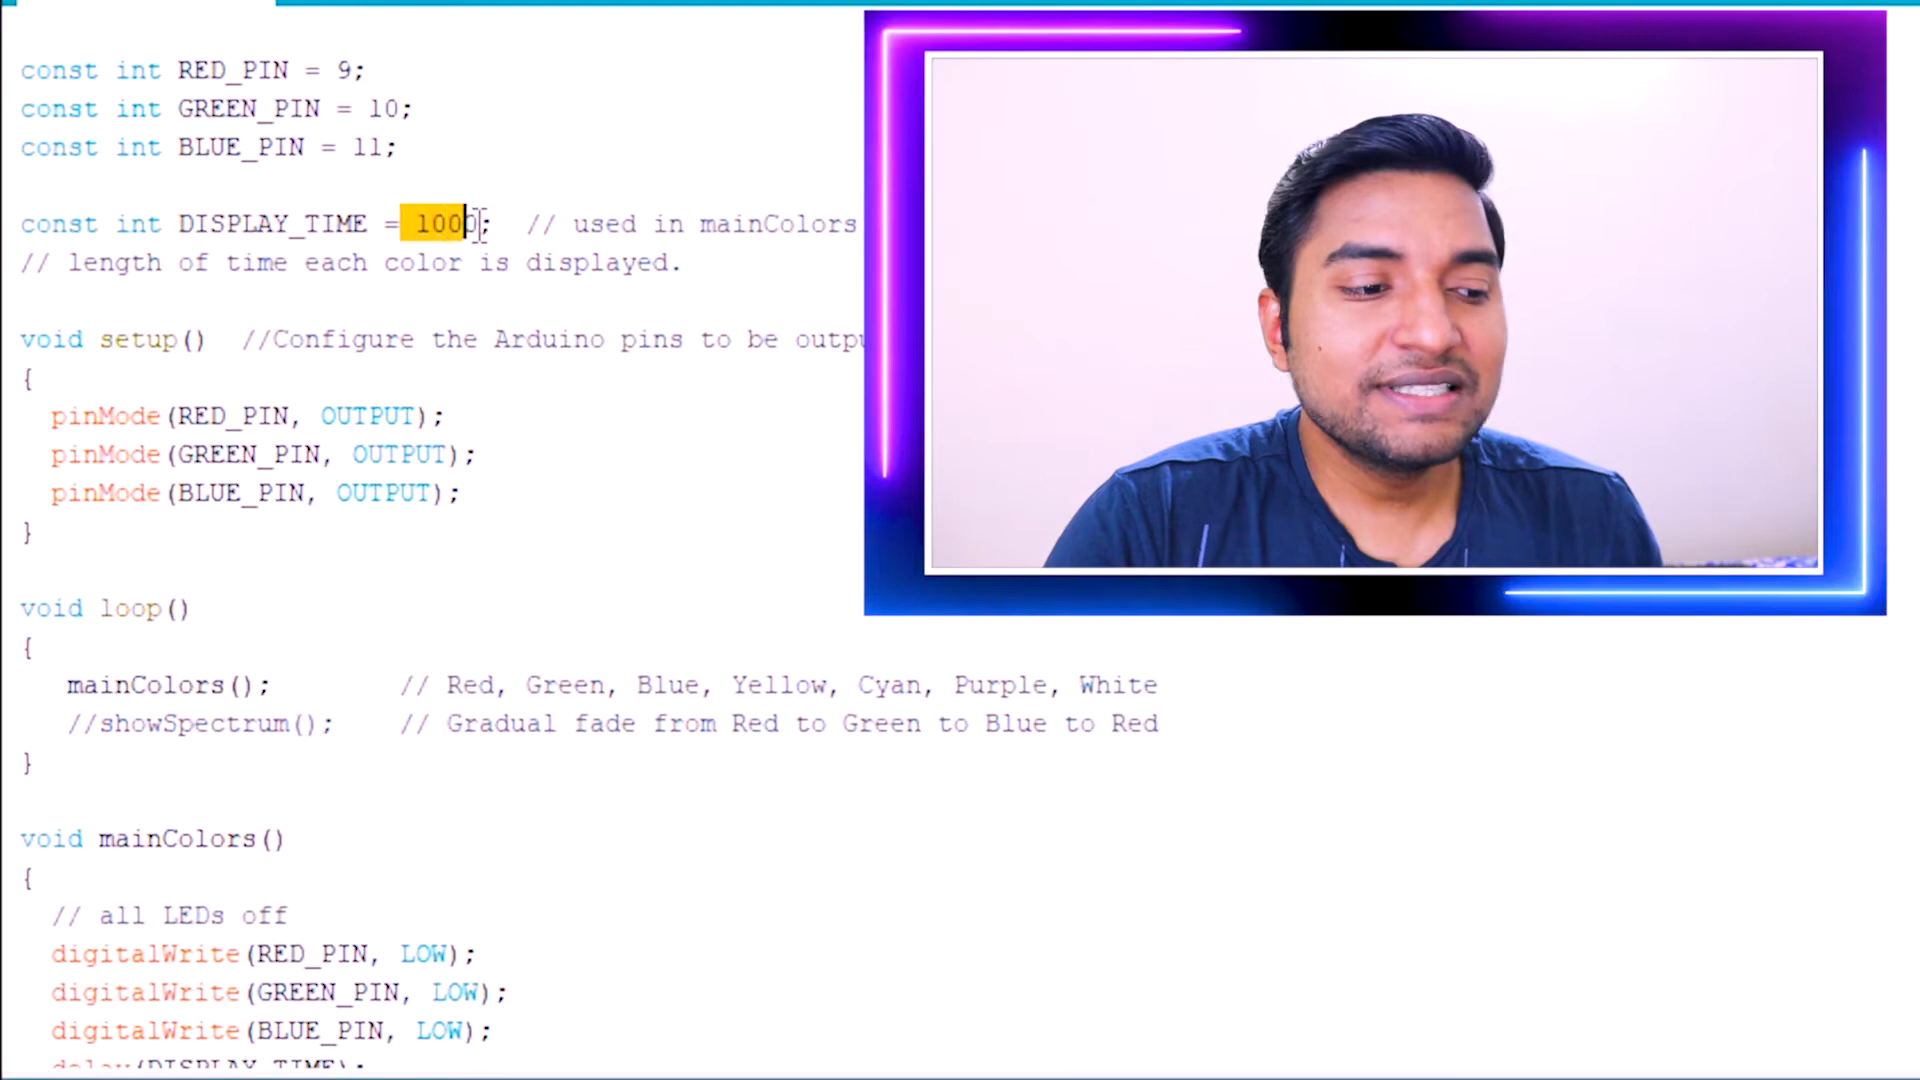 const int RED_PIN = 9;
const int GREEN_PIN = 10;
const int BLUE_PIN = 11;
const int DISPLAY_TIME = 1000;  // used in mainColors
// length of time each color is displayed.
void setup()  //Configure the Arduino pins to be outpu
{
  pinMode(RED_PIN, OUTPUT);
  pinMode(GREEN_PIN, OUTPUT);
  pinMode(BLUE_PIN, OUTPUT);
}
void loop()
{
   mainColors();        // Red, Green, Blue, Yellow, Cyan, Purple, White
   //showSpectrum();    // Gradual fade from Red to Green to Blue to Red
}
void mainColors()
{
  // all LEDs off
  digitalWrite(RED_PIN, LOW);
  digitalWrite(GREEN_PIN, LOW);
  digitalWrite(BLUE_PIN, LOW);
  delay(DISPLAY_TIME);